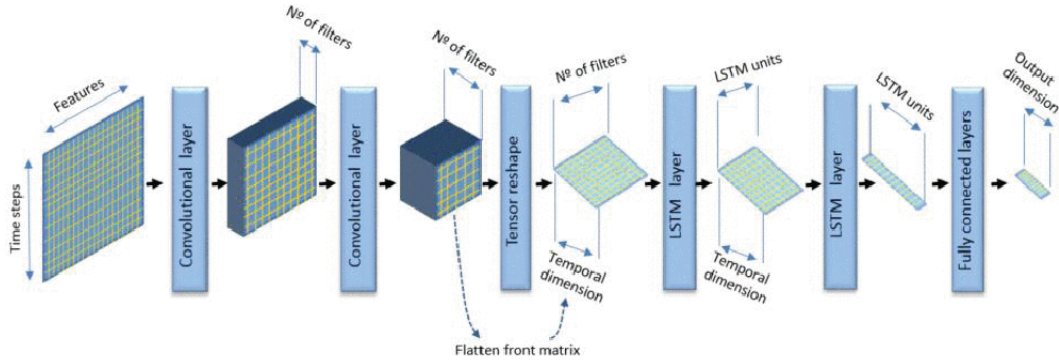 Features
Time steps
Convolutional layer
Nº of filters
Convolutional layer
Nº of filters
Tensor reshape
Nº of filters
Temporal
dimension
Flatten front matrix
LSTM layer
LSTM units
Temporal
dimension
LSTM layer
LSTM units
Fully connected layers
Output
dimension